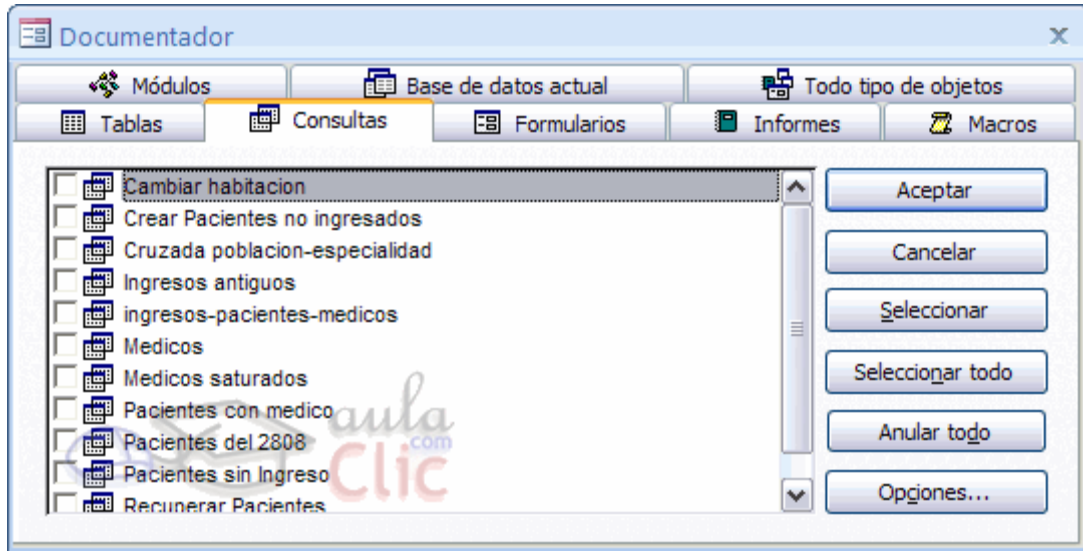 Documentador
Módulos
Base de datos actual
Todo tipo de objetos
Tablas
Consultas
Formularios
Informes
Macros
Cambiar habitacion
Crear Pacientes no ingresados
Cruzada poblacion-especialidad
Ingresos antiguos
ingresos-pacientes-medicos
Medicos
Medicos saturados
Pacientes con medico
Pacientes del 2808
Pacientes sin Ingreso
Recuperar Pacientes
Aceptar
Cancelar
Seleccionar
Seleccionar todo
Anular todo
Opciones...
aula
.com
Clic